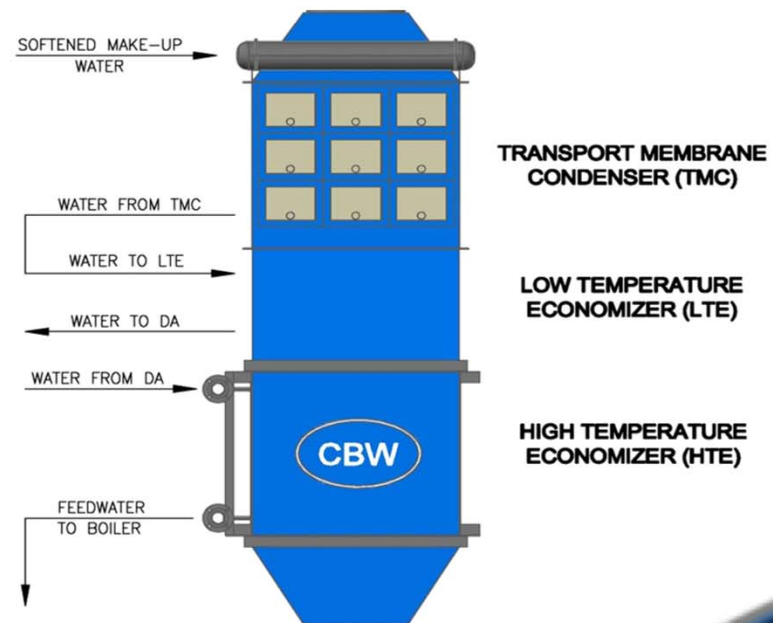 SOFTENED MAKE-UP
WATER
TRANSPORT MEMBRANE
CONDENSER (TMC)
WATER FROM TMC
WATER TO LTE
LOW TEMPERATURE
ECONOMIZER (LTE)
WATER TO DA
WATER FROM DA
HIGH TEMPERATURE
ECONOMIZER (HTE)
CBW
FEEDWATER
TO BOILER